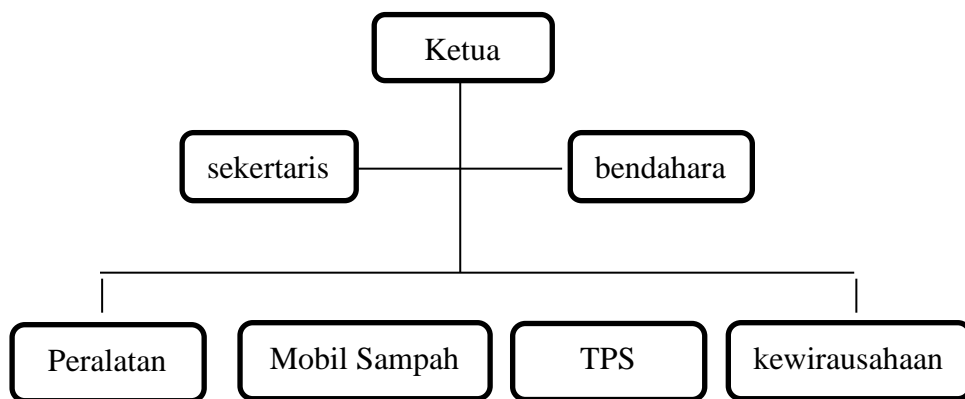 Ketua
sekertaris
bendahara
Peralatan
Mobil Sampah
TPS
kewirausahaan